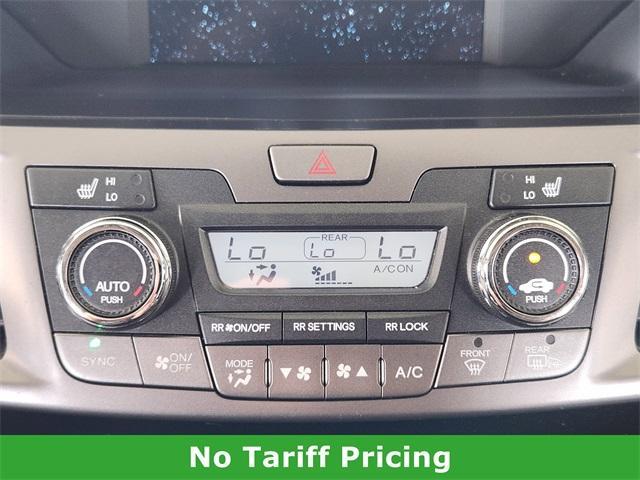 HI
LO
HI
LO
REAR
Lo Lo Lo
A/C ON
AUTO
PUSH
PUSH
RR ON/OFF RR SETTINGS RR LOCK
SYNC
ON/
OFF
MODE
A/C
FRONT
REAR
No Tariff Pricing